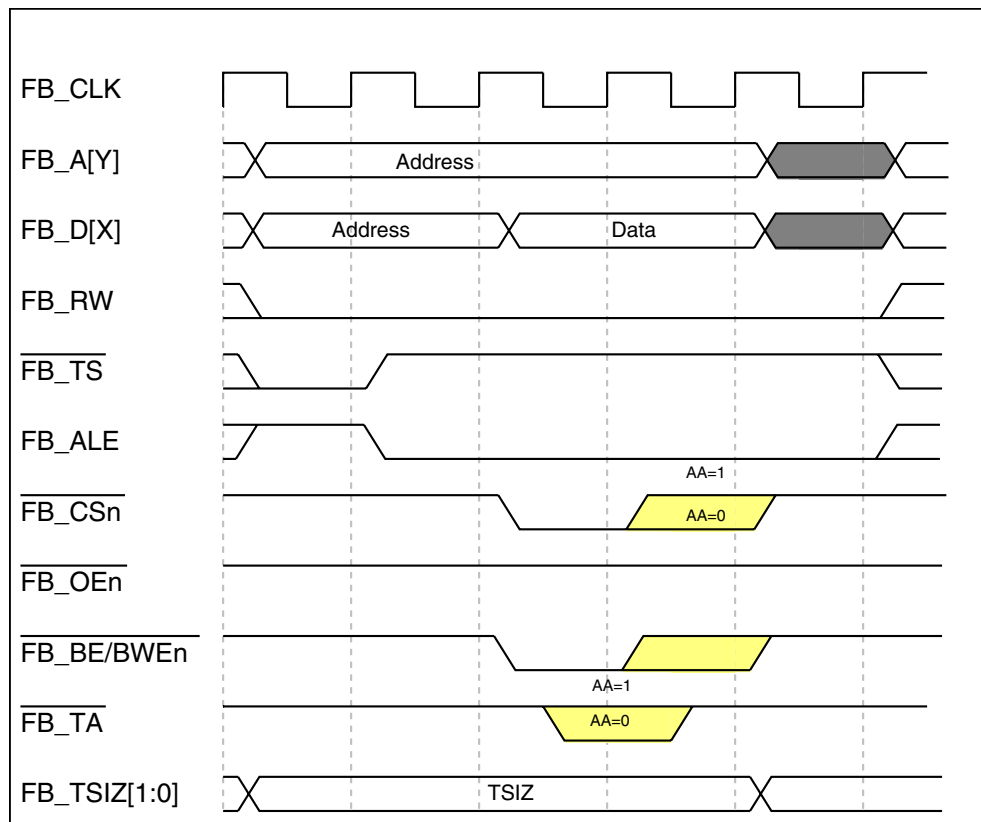 FB_CLK
FB_A[Y]
Address
FB_D[X]
Address
Data
FB_RW
FB_TS
FB_ALE
AA=1
FB_CSn
AA=0
FB_OEn
FB_BE/BWEn
AA=1
FB_TA
AA=0
FB_TSIZ[1:0]
TSIZ